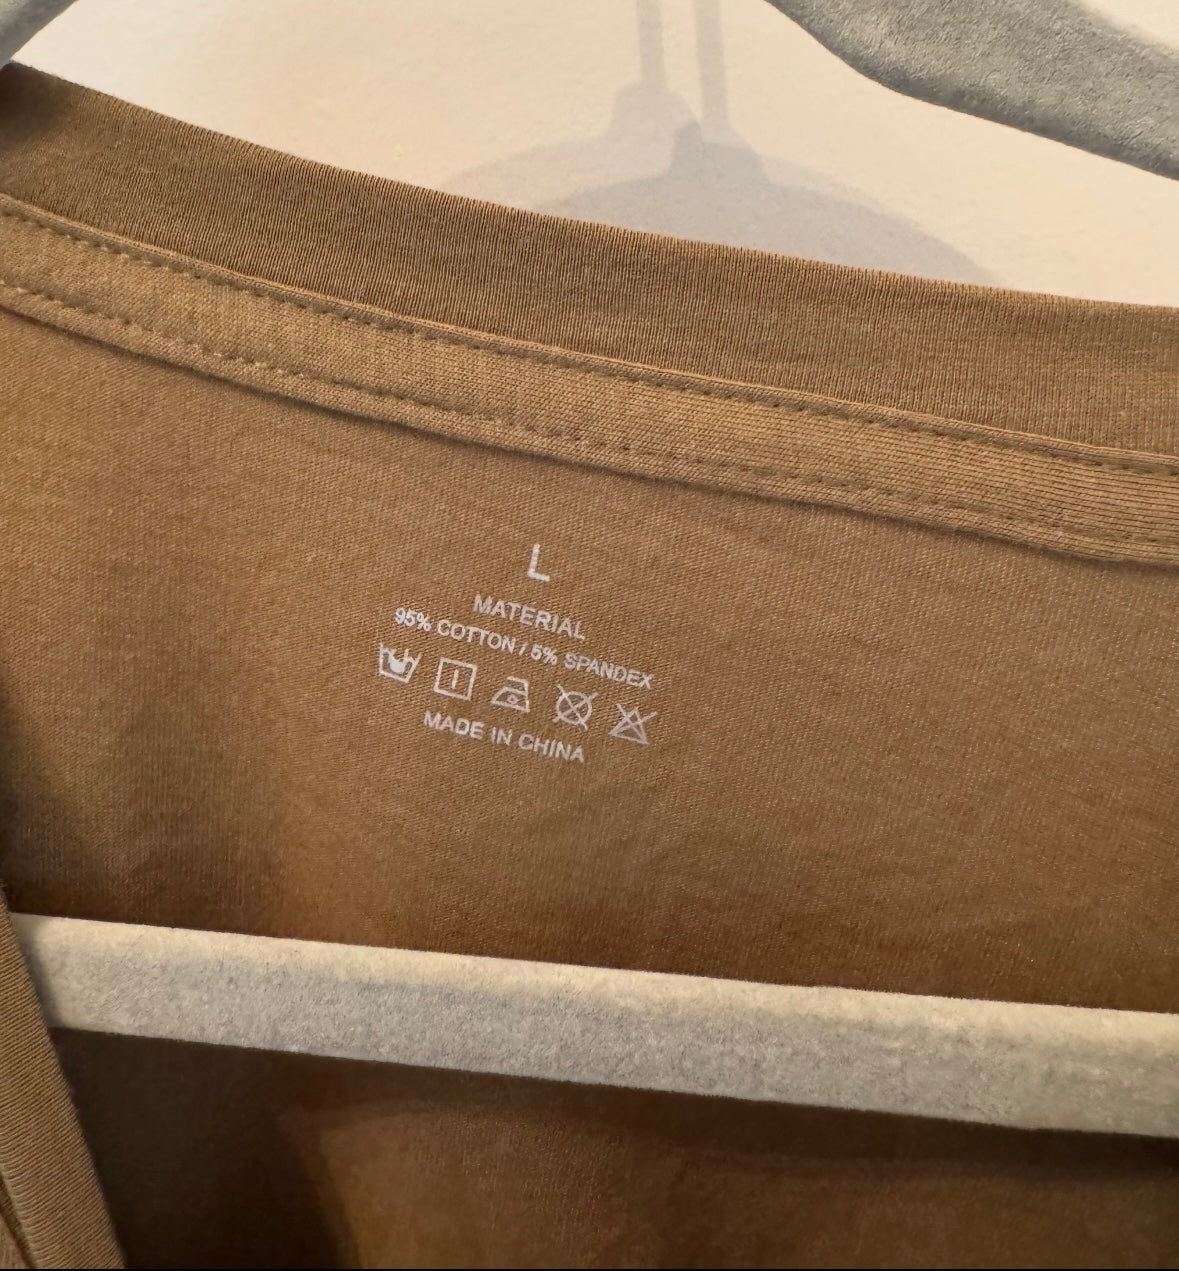 L
MATERIAL
95% COTTON / 5% SPANDEX
MADE IN CHINA